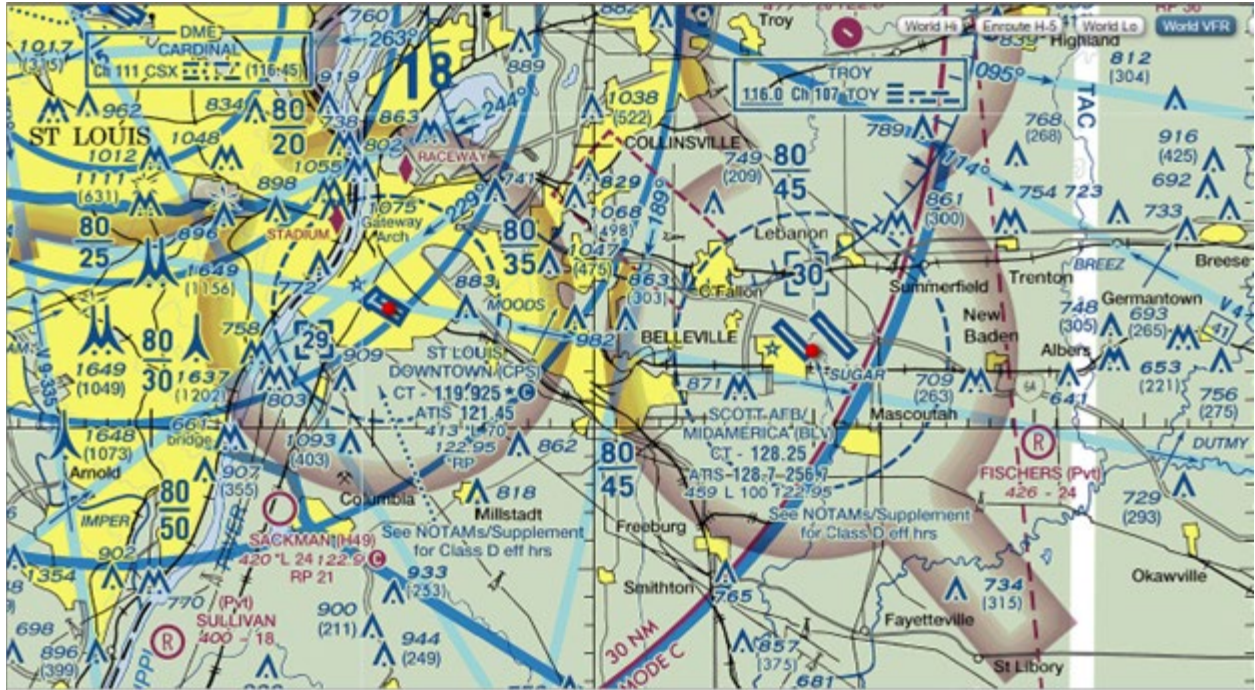 World Hi
Enroute H-5
World Lo
World VFR
1017
DME
CARDINAL
Ch 111 CSX (116.45)
760
263°
919
18
889
Troy
Highland
095°
812
(304)
TROY
116.0 Ch 107 TOY
962
834
80
20
738
863
244°
1038
(522)
COLLINSVILLE
789
768
(268)
TAC
916
(425)
ST LOUIS
1048
1012
1111
(631)
1055
802
RACEWAY
749
(209)
80
45
114°
754
723
692
898
741
829
861
(300)
733
80
25
896
STADIUM
1075
Gateway
Arch
229°
80
35
1068
(498)
189°
Lebanon
1047
(475)
30
BREEZ
Breese
1649
(1156)
772
883
MOODS
863
(303)
O'Fallon
Summerfield
Trenton
Germantown
748
(305)
693
(265)
New
Baden
V 9-335
758
29
982
BELLEVILLE
SUGAR
Albers
41
1649
(1049)
80
30
1637
(1202)
909
803
ST LOUIS
DOWNTOWN (CPS)
CT - 119.925 * C
ATIS 121.45
413 *L 70
122.95
RP
871
709
(263)
641
653
(221)
756
(275)
SCOTT AFB/
MIDAMERICA (BLV)
CT - 128.25
ATIS 128.7 256.7
459 L 100 122.95
Mascoutah
DUTMY
1648
(1073)
Arnold
661
bridge
1093
(403)
862
80
45
R
FISCHERS (Pvt)
426 - 24
907
(355)
Columbia
818
Millstadt
729
(293)
80
50
IMPER
See NOTAMs/Supplement
for Class D eff hrs
Freeburg
See NOTAMs/Supplement
for Class D eff hrs
SACKMAN (H49)
420 *L 24 122.9 C
RP 21
902
1354
RIVER
933
(253)
Smithton
765
734
(315)
Okawville
770
(Pvt)
SULLIVAN
400 - 18
R
900
(211)
944
(249)
Fayetteville
698
896
(399)
30 NM
MODE C
857
(375)
681
St Libory